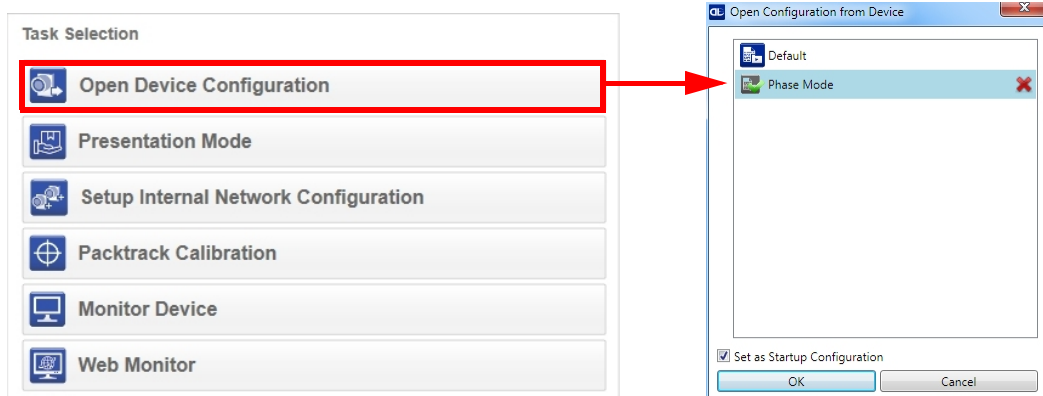 Task Selection
Open Device Configuration
Presentation Mode
Setup Internal Network Configuration
Packtrack Calibration
Monitor Device
Web Monitor
Open Configuration from Device
Default
Phase Mode
Set as Startup Configuration
OK
Cancel